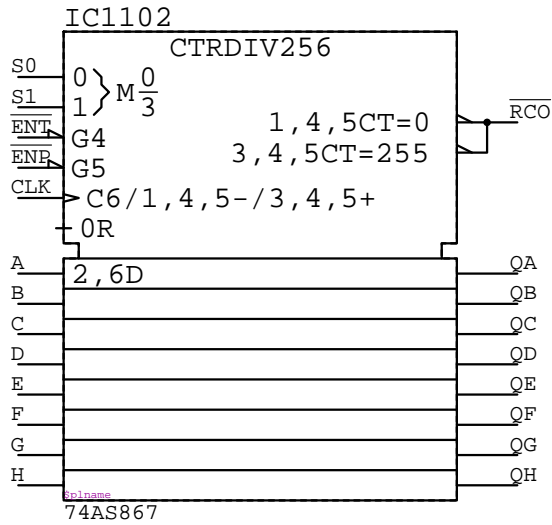 IC1102
CTRDIV256
S0
0
S1
1
M 0/3
ENT
G4
ENP
G5
CLK
C6/1,4,5-/3,4,5+
0R
1,4,5CT=0
3,4,5CT=255
RCO
A
2,6D
QA
B
QB
C
QC
D
QD
E
QE
F
QF
G
QG
H
QH
$plname
74AS867